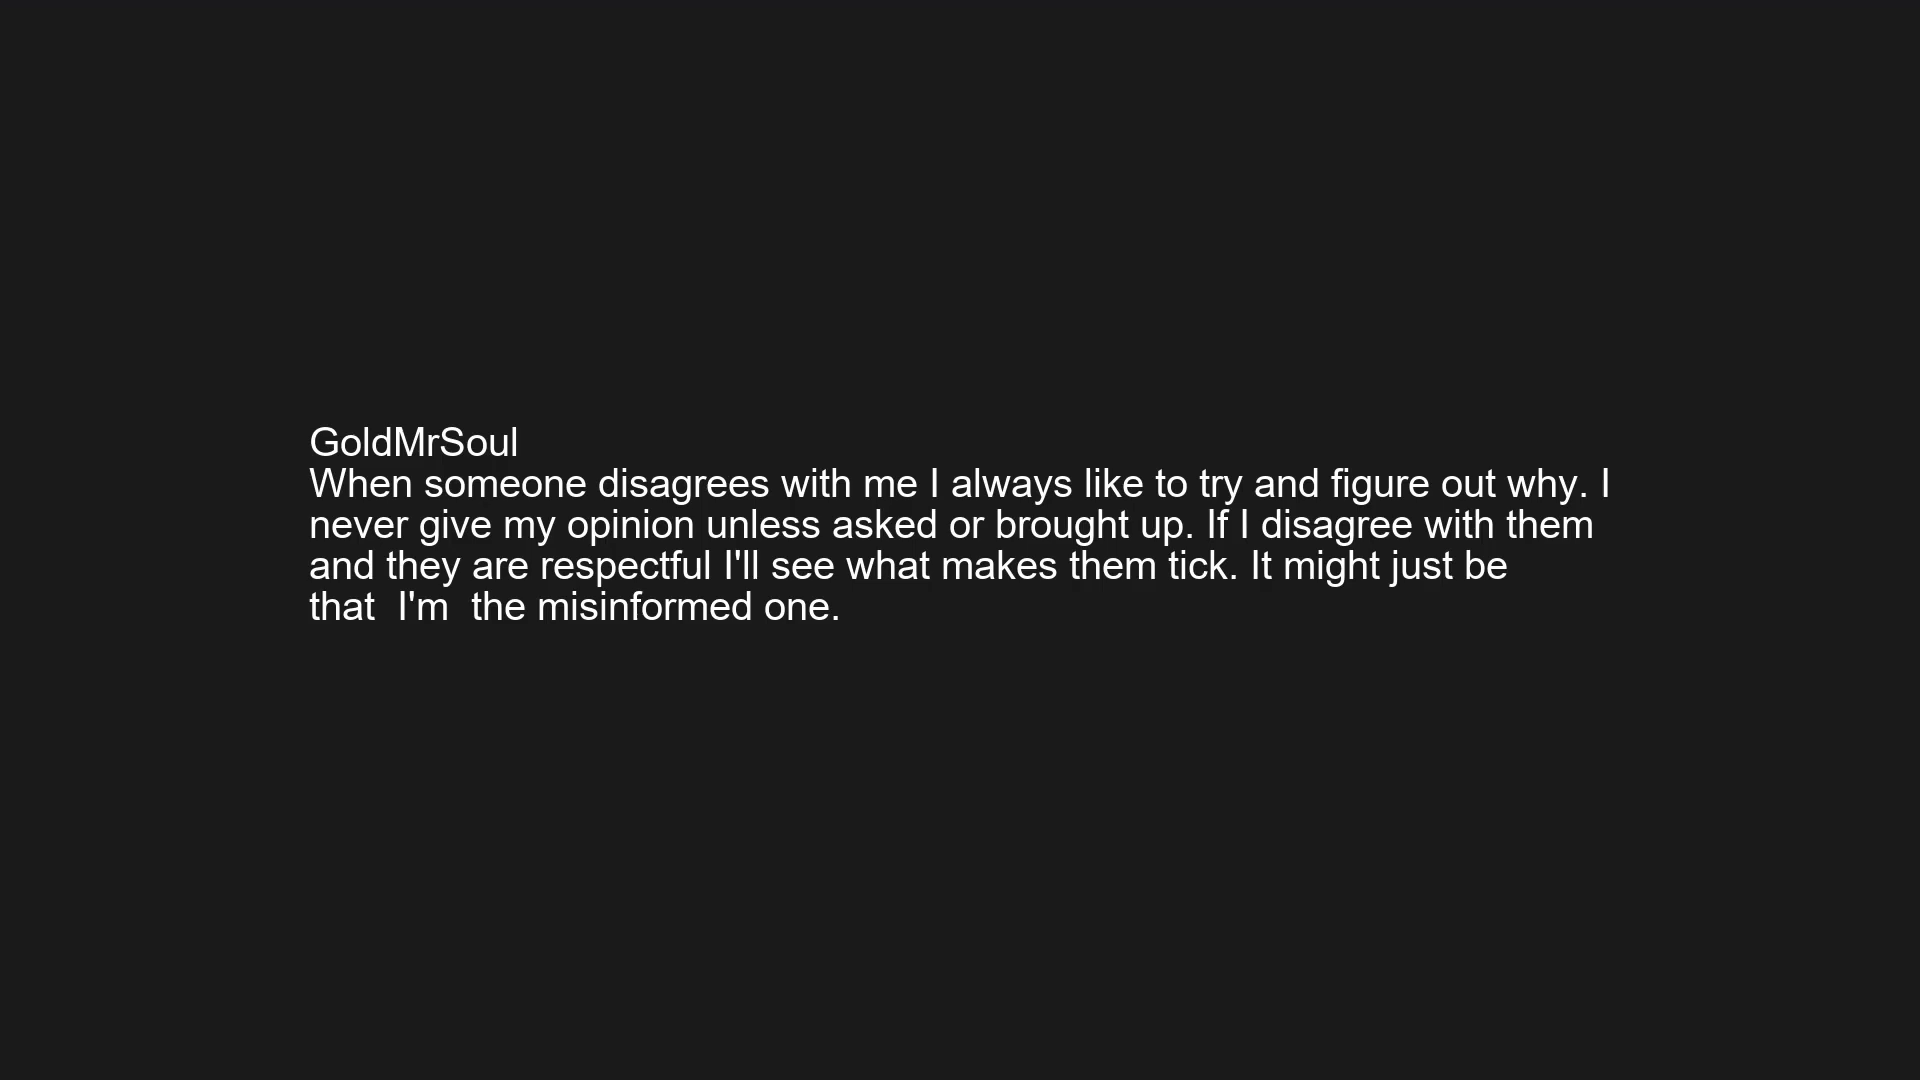 GoldMrSoul
When someone disagrees with me I always like to try and figure out why. I
never give my opinion unless asked or brought up. If I disagree with them
and they are respectful I'll see what makes them tick. It might just be
that  I'm  the misinformed one.